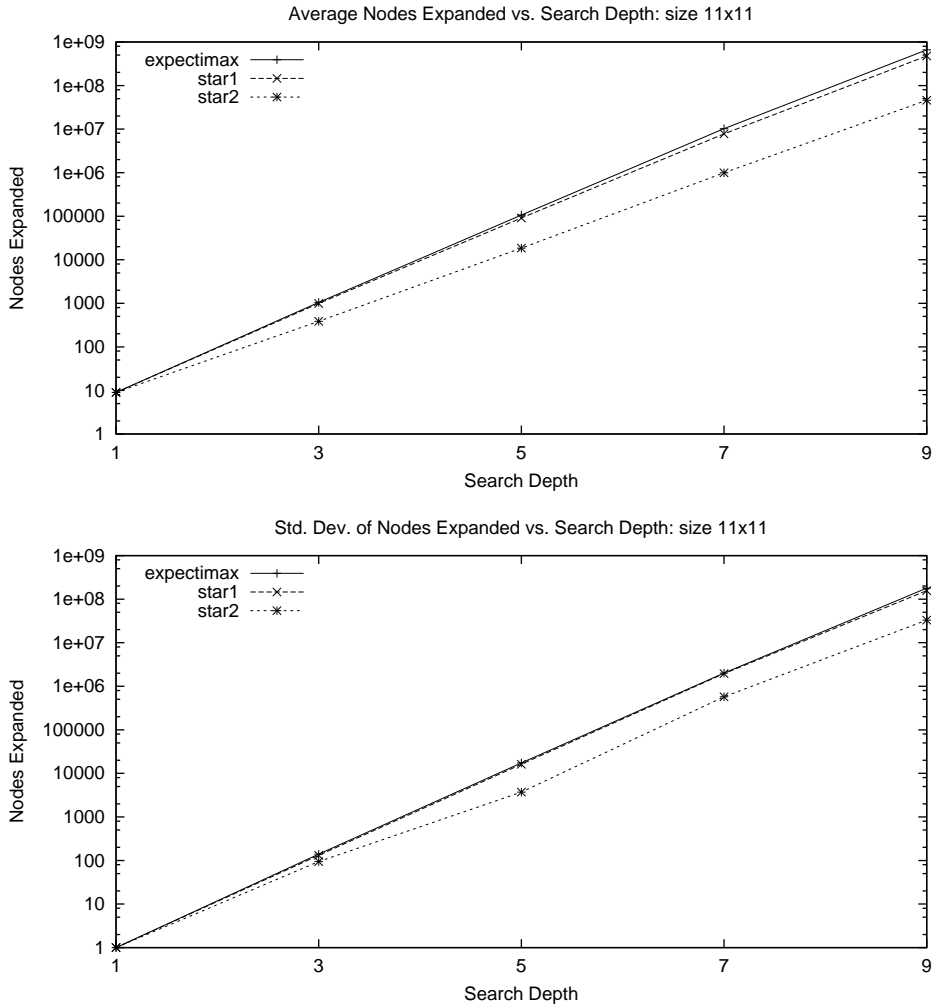 Average Nodes Expanded vs. Search Depth: size 11x11
1e+09
1e+08
1e+07
1e+06
100000
10000
1000
100
10
1
expectimax
star1
star2
Nodes Expanded
1 3 5 7 9
Search Depth
Std. Dev. of Nodes Expanded vs. Search Depth: size 11x11
1e+09
1e+08
1e+07
1e+06
100000
10000
1000
100
10
1
expectimax
star1
star2
Nodes Expanded
1 3 5 7 9
Search Depth